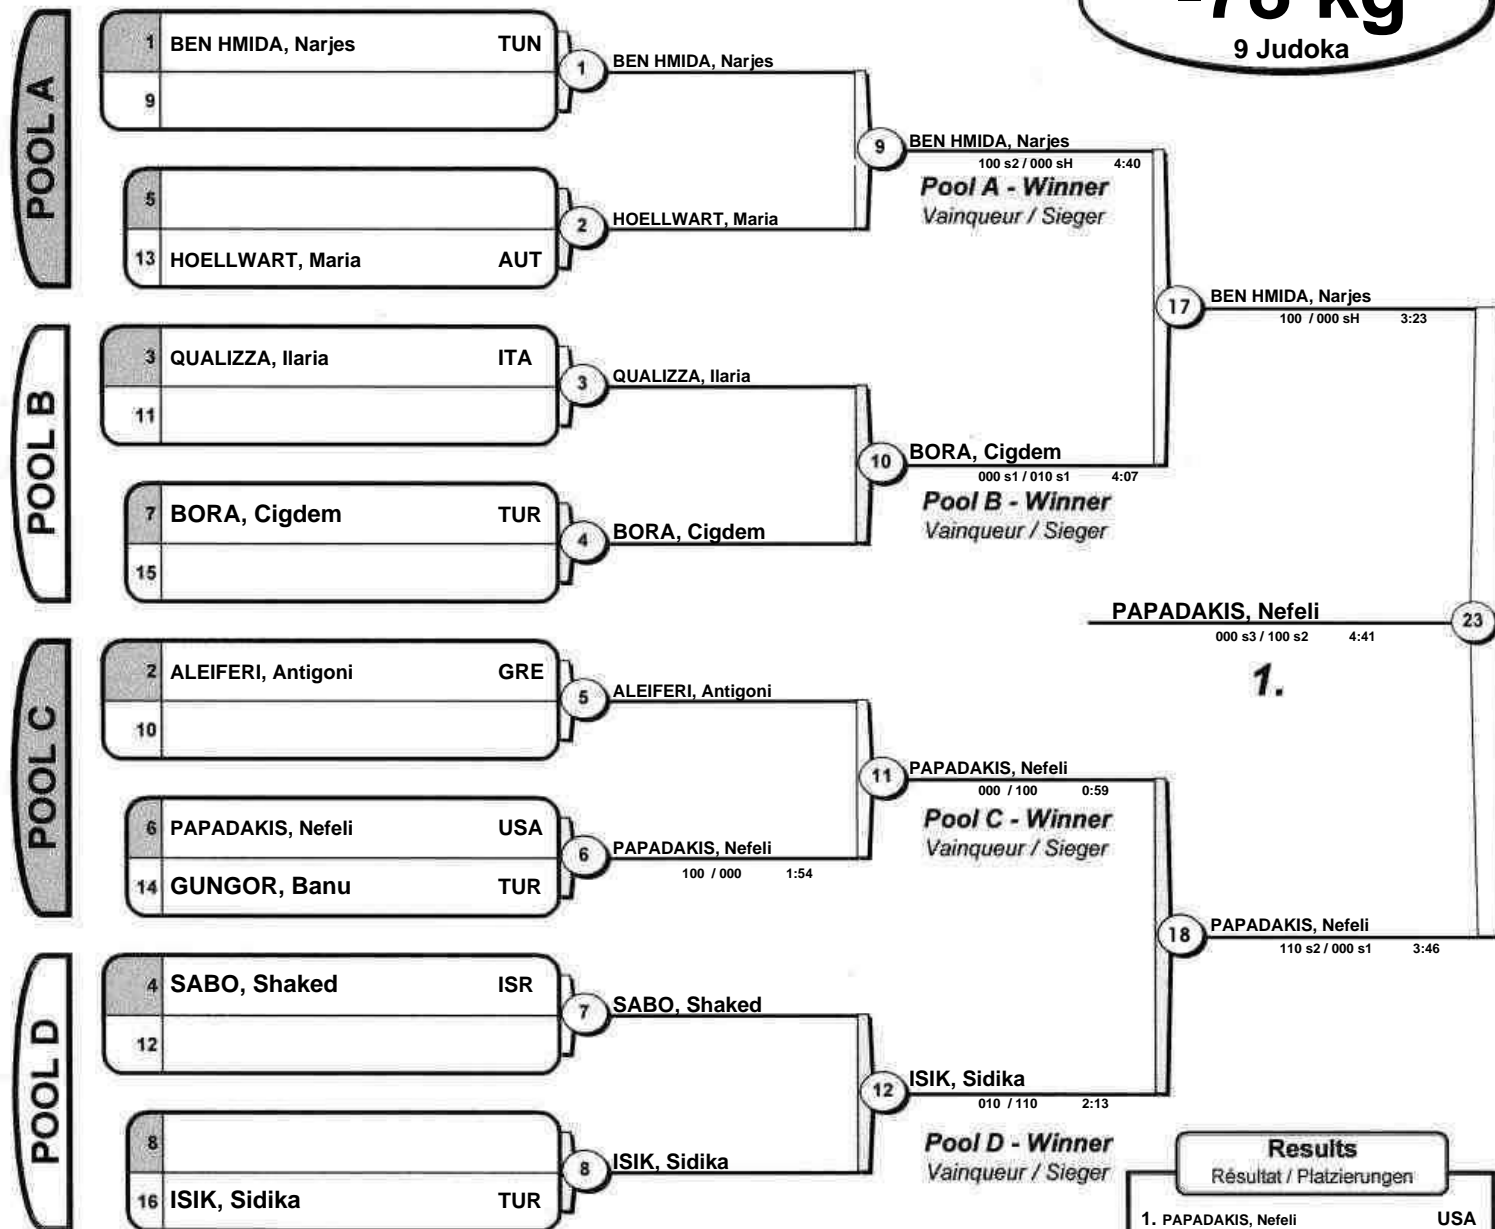 -78 kg
9 Judoka
POOL A
1 BEN HMIDA, Narjes TUN
9
5
13 HOELLWART, Maria AUT
1 BEN HMIDA, Narjes
2 HOELLWART, Maria
9 BEN HMIDA, Narjes
100 s2 / 000 sH 4:40
Pool A - Winner
Vainqueur / Sieger
POOL B
3 QUALIZZA, Ilaria ITA
11
7 BORA, Cigdem TUR
15
3 QUALIZZA, Ilaria
4 BORA, Cigdem
10 BORA, Cigdem
000 s1 / 010 s1 4:07
Pool B - Winner
Vainqueur / Sieger
17 BEN HMIDA, Narjes
100 / 000 sH 3:23
POOL C
2 ALEIFERI, Antigoni GRE
10
6 PAPADAKIS, Nefeli USA
14 GUNGOR, Banu TUR
5 ALEIFERI, Antigoni
6 PAPADAKIS, Nefeli
100 / 000 1:54
11 PAPADAKIS, Nefeli
000 / 100 0:59
Pool C - Winner
Vainqueur / Sieger
POOL D
4 SABO, Shaked ISR
12
8
16 ISIK, Sidika TUR
7 SABO, Shaked
8 ISIK, Sidika
12 ISIK, Sidika
010 / 110 2:13
Pool D - Winner
Vainqueur / Sieger
18 PAPADAKIS, Nefeli
110 s2 / 000 s1 3:46
PAPADAKIS, Nefeli 23
000 s3 / 100 s2 4:41
1.
Results
Résultat / Platzierungen
1. PAPADAKIS, Nefeli USA